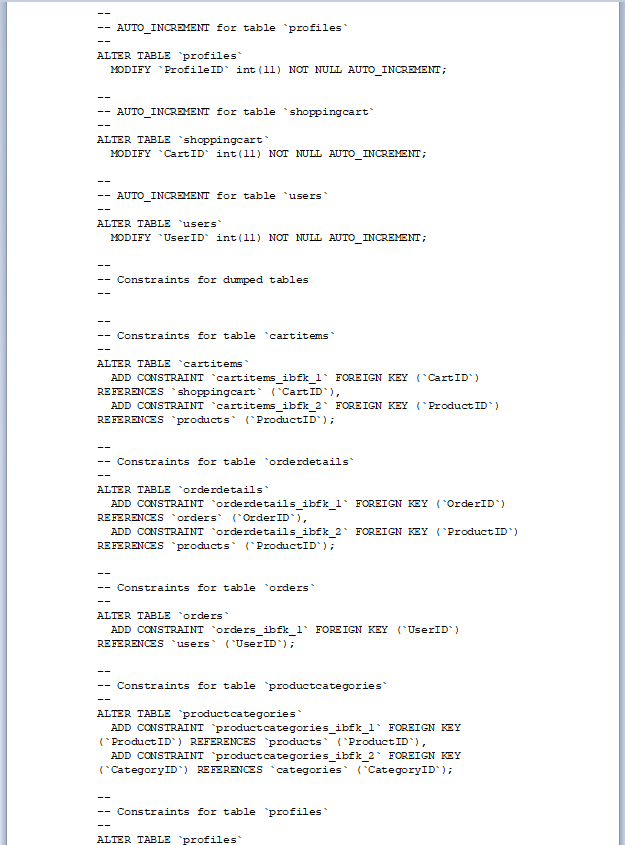 --
-- AUTO_INCREMENT for table `profiles`
--
ALTER TABLE `profiles`
  MODIFY `ProfileID` int(11) NOT NULL AUTO_INCREMENT;
--
-- AUTO_INCREMENT for table `shoppingcart`
--
ALTER TABLE `shoppingcart`
  MODIFY `CartID` int(11) NOT NULL AUTO_INCREMENT;
--
-- AUTO_INCREMENT for table `users`
--
ALTER TABLE `users`
  MODIFY `UserID` int(11) NOT NULL AUTO_INCREMENT;
--
-- Constraints for dumped tables
--
--
-- Constraints for table `cartitems`
--
ALTER TABLE `cartitems`
  ADD CONSTRAINT `cartitems_ibfk_1` FOREIGN KEY (`CartID`)
REFERENCES `shoppingcart` (`CartID`),
  ADD CONSTRAINT `cartitems_ibfk_2` FOREIGN KEY (`ProductID`)
REFERENCES `products` (`ProductID`);
--
-- Constraints for table `orderdetails`
--
ALTER TABLE `orderdetails`
  ADD CONSTRAINT `orderdetails_ibfk_1` FOREIGN KEY (`OrderID`)
REFERENCES `orders` (`OrderID`),
  ADD CONSTRAINT `orderdetails_ibfk_2` FOREIGN KEY (`ProductID`)
REFERENCES `products` (`ProductID`);
--
-- Constraints for table `orders`
--
ALTER TABLE `orders`
  ADD CONSTRAINT `orders_ibfk_1` FOREIGN KEY (`UserID`)
REFERENCES `users` (`UserID`);
--
-- Constraints for table `productcategories`
--
ALTER TABLE `productcategories`
  ADD CONSTRAINT `productcategories_ibfk_1` FOREIGN KEY
(`ProductID`) REFERENCES `products` (`ProductID`),
  ADD CONSTRAINT `productcategories_ibfk_2` FOREIGN KEY
(`CategoryID`) REFERENCES `categories` (`CategoryID`);
--
-- Constraints for table `profiles`
--
ALTER TABLE `profiles`